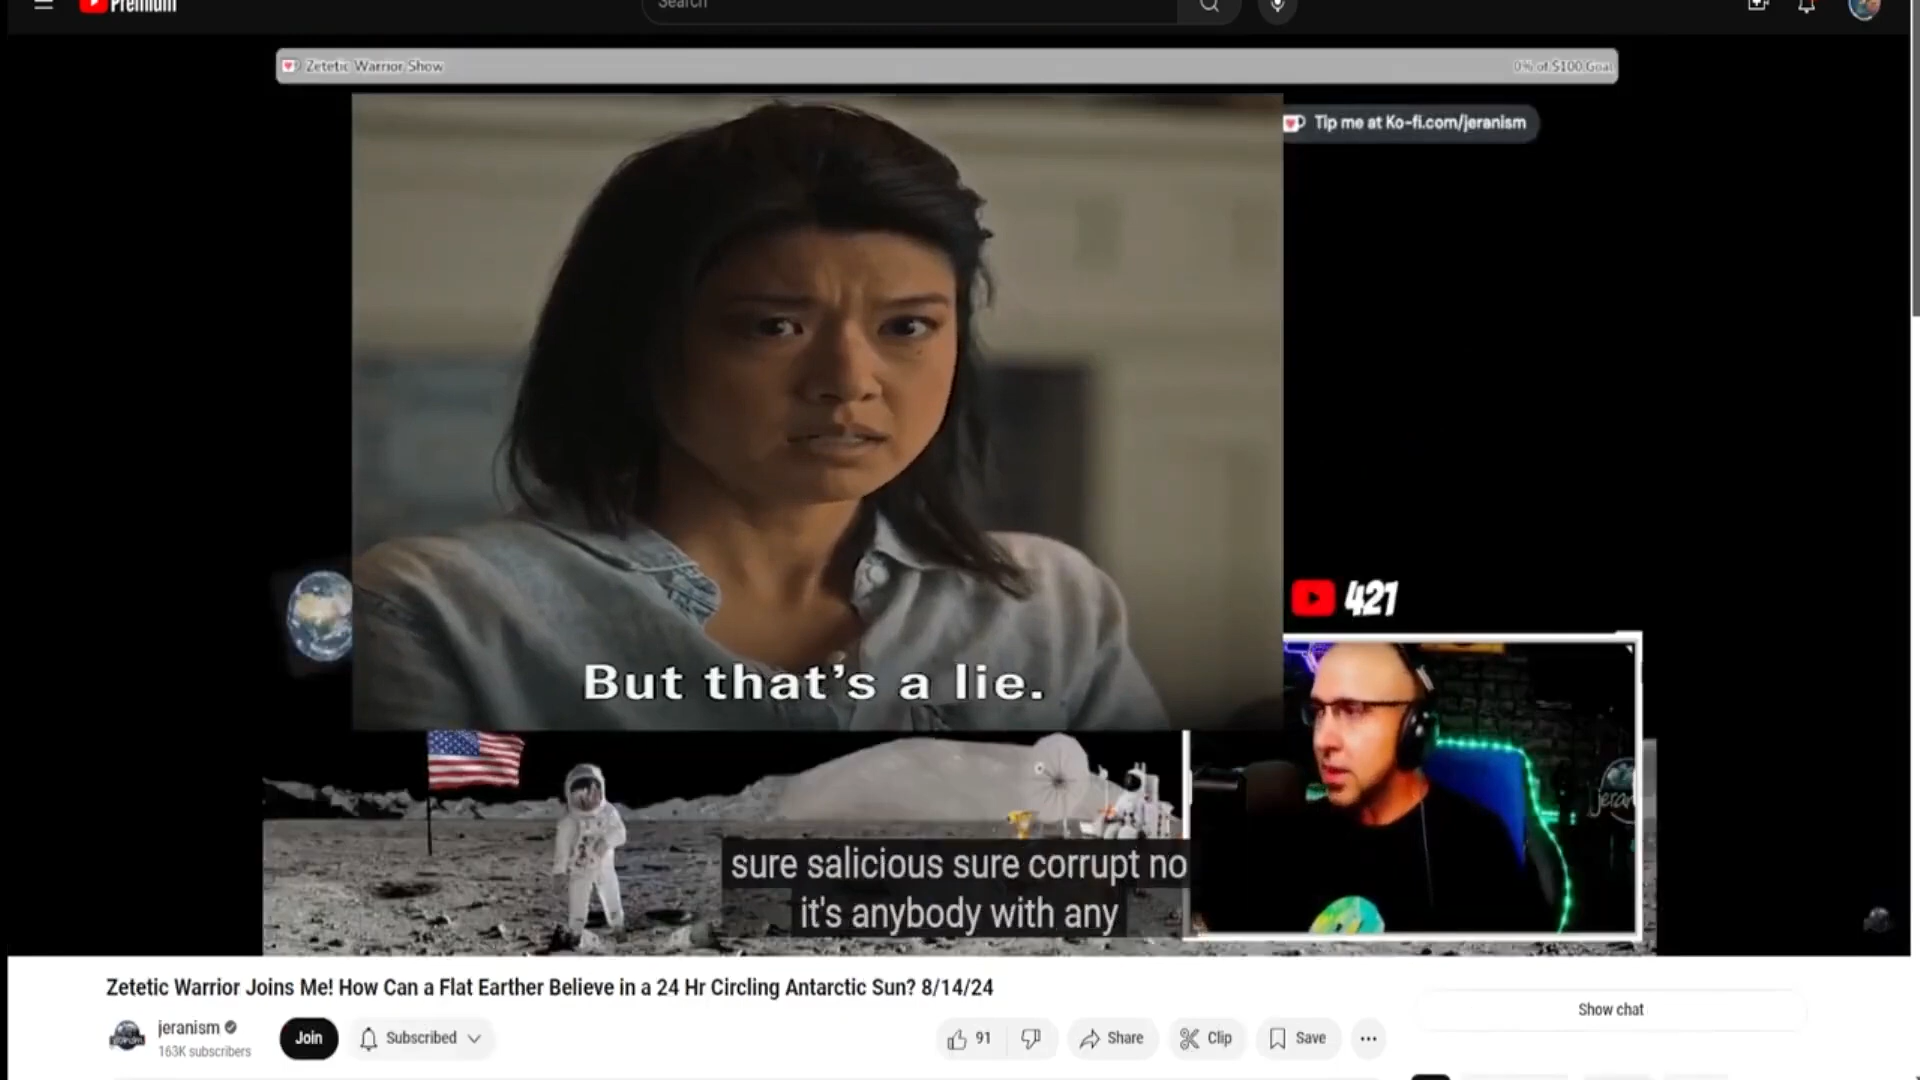 Premium
Search
Zetetic Warrior Show
0% of $100 Goal
Tip me at Ko-fi.com/jeranism
421
But that's a lie.
jeran
sure salicious sure corrupt no
it's anybody with any
Zetetic Warrior Joins Me! How Can a Flat Earther Believe in a 24 Hr Circling Antarctic Sun? 8/14/24
jeranism
163K subscribers
Join
Subscribed
91
Share
Clip
Save
Show chat